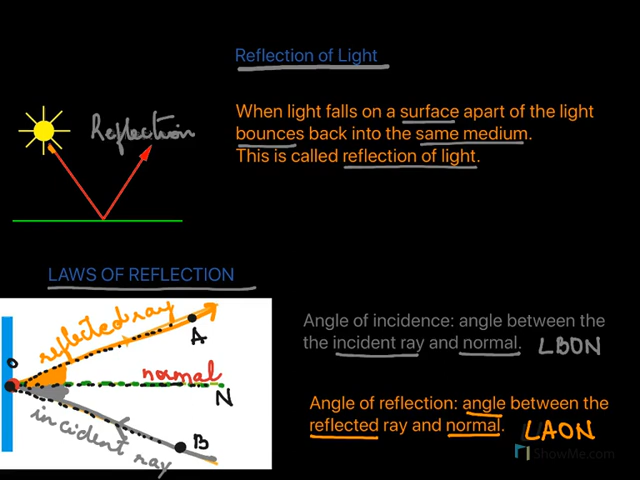 Reflection of Light
Reflection
When light falls on a surface apart of the light
bounces back into the same medium.
This is called reflection of light.
LAWS OF REFLECTION
reflected ray
A
O
normal
N
incident ray
B
Angle of incidence: angle between the
the incident ray and normal. ∠BON
Angle of reflection: angle between the
reflected ray and normal. ∠AON
ShowMe.com